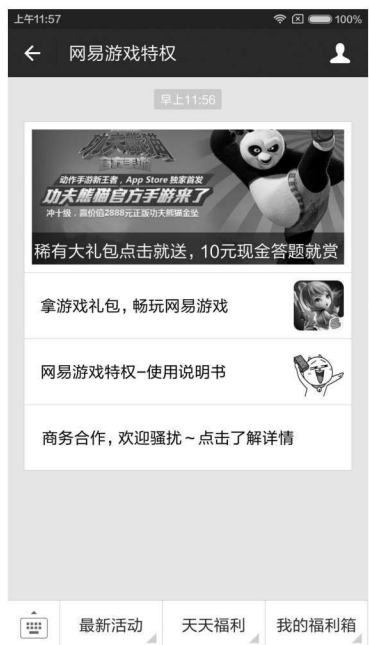 上午11:57
100%
网易游戏特权
早上11:56
功夫熊猫
官方手游
动作手游新王者，App Store 独家首发
功夫熊猫官方手游来了
冲十级，赢价值2888元正版功夫熊猫金坠
稀有大礼包点击就送，10元现金答题就赏
拿游戏礼包，畅玩网易游戏
网易游戏特权-使用说明书
商务合作，欢迎骚扰~点击了解详情
最新活动
天天福利
我的福利箱